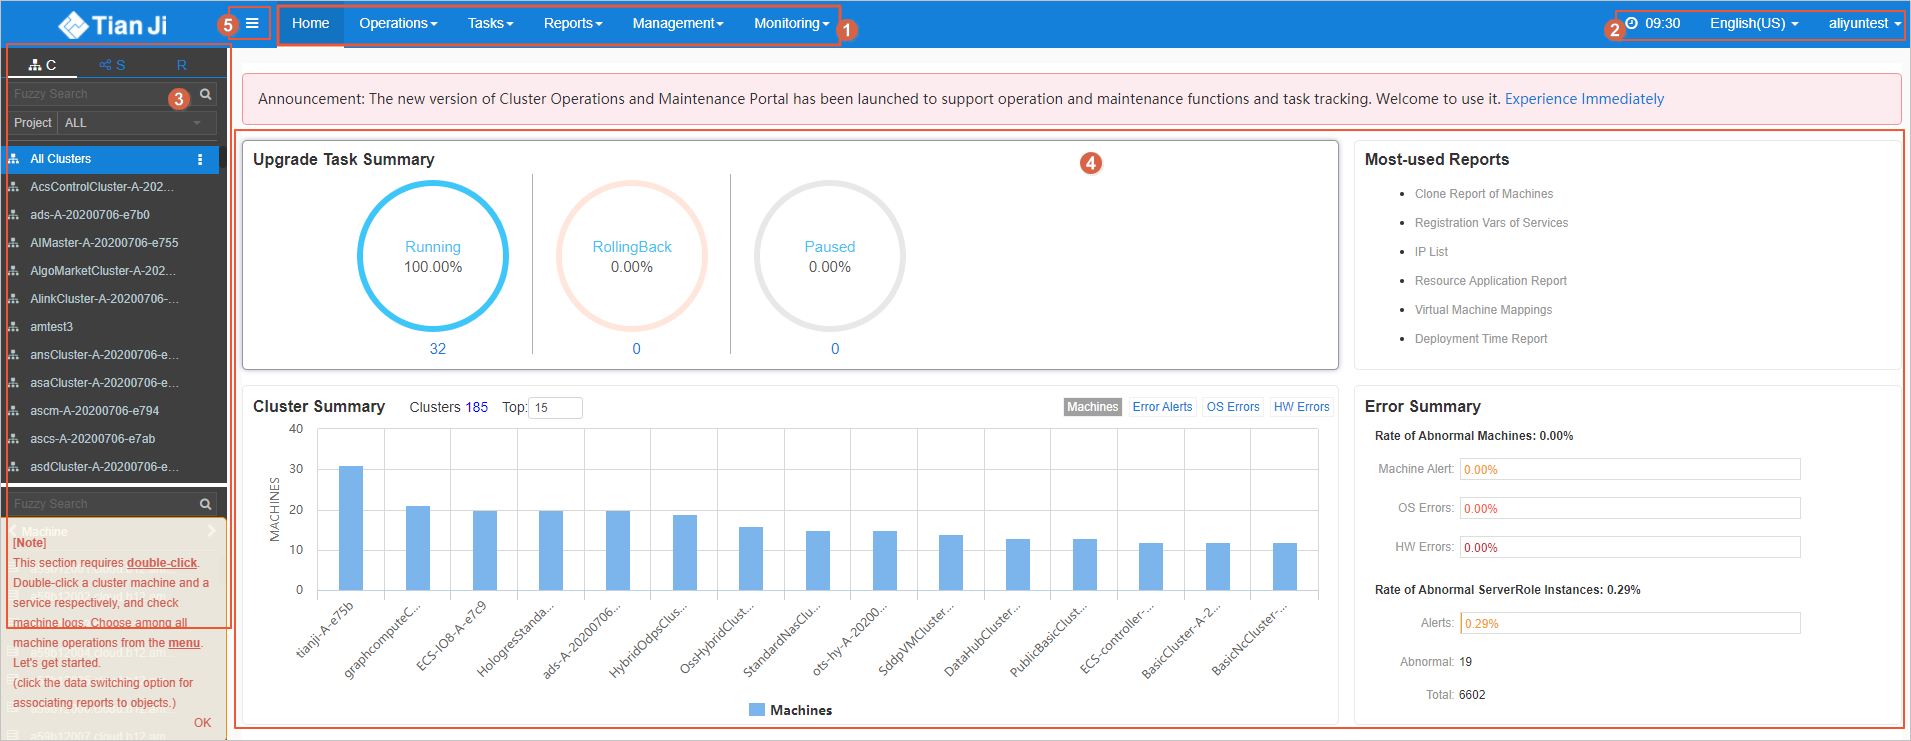 Tian Ji
5
Home
Operations
Tasks
Reports
Management
Monitoring
1
2
09:30
English(US)
aliyuntest
C
S
R
Fuzzy Search
3
Project
ALL
All Clusters
AcsControlCluster-A-202...
ads-A-20200706-e7b0
AIMaster-A-20200706-e755
AlgoMarketCluster-A-202...
AlinkCluster-A-20200706-...
amtest3
ansCluster-A-20200706-e...
asaCluster-A-20200706-e...
ascm-A-20200706-e794
ascs-A-20200706-e7ab
asdCluster-A-20200706-e...
Fuzzy Search
Machine
[Note]
This section requires double-click.
Double-click a cluster machine and a
service respectively, and check
machine logs. Choose among all
machine operations from the menu.
Let's get started.
(click the data switching option for
associating reports to objects.)
OK
Announcement: The new version of Cluster Operations and Maintenance Portal has been launched to support operation and maintenance functions and task tracking. Welcome to use it. Experience Immediately
Upgrade Task Summary
4
Running
100.00%
32
RollingBack
0.00%
0
Paused
0.00%
0
Most-used Reports
Clone Report of Machines
Registration Vars of Services
IP List
Resource Application Report
Virtual Machine Mappings
Deployment Time Report
Cluster Summary
Clusters 185
Top: 15
Machines
Error Alerts
OS Errors
HW Errors
40
30
20
10
0
MACHINES
tianji-A-e75b
graphcomputeC...
ECS-IO8-A-e7c9
HologresStanda...
ads-A-20200706...
HybridOdpsClus...
OssHybridClust...
StandardNasClu...
ots-hy-A-20200...
SddpVMCluster...
DataHubCluster...
PublicBasicClust...
ECS-controller-...
BasicCluster-A-2...
BasicNcCluster-...
Machines
Error Summary
Rate of Abnormal Machines: 0.00%
Machine Alert: 0.00%
OS Errors: 0.00%
HW Errors: 0.00%
Rate of Abnormal ServerRole Instances: 0.29%
Alerts: 0.29%
Abnormal: 19
Total: 6602